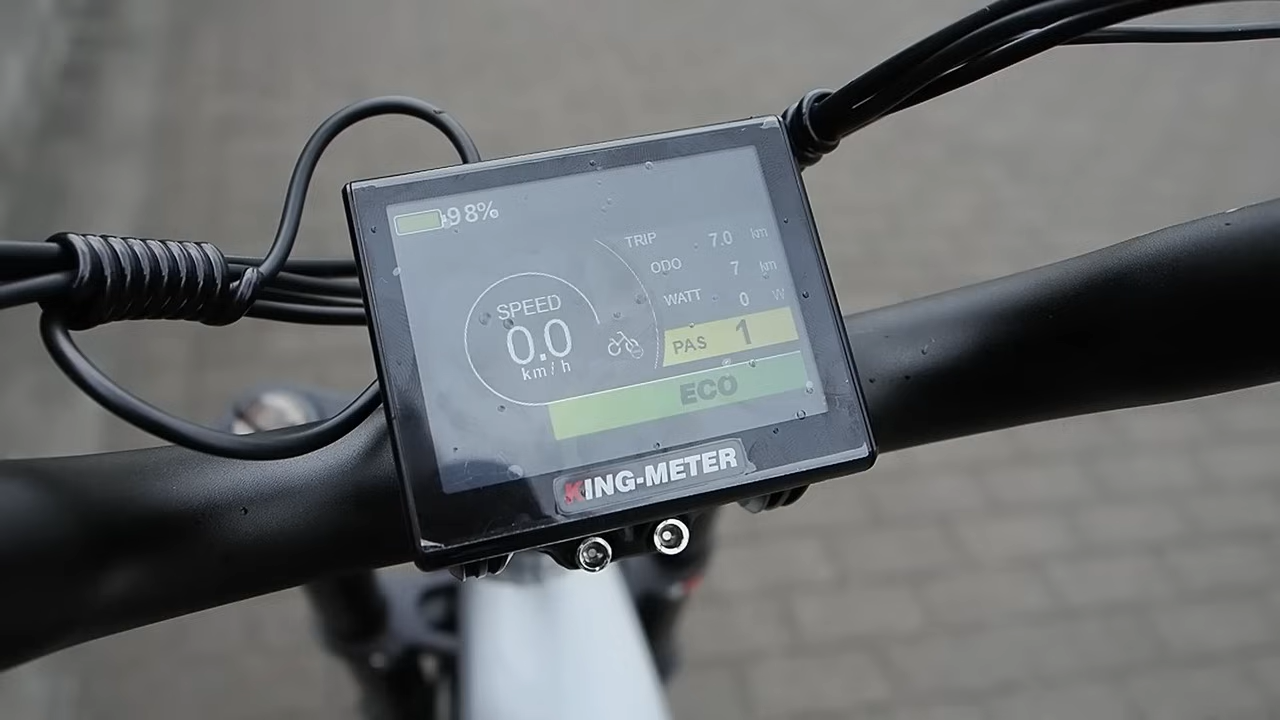 98%
TRIP 7.0 km
ODO 7 km
WATT 0 W
SPEED
0.0
km/h
PAS 1
ECO
KING-METER